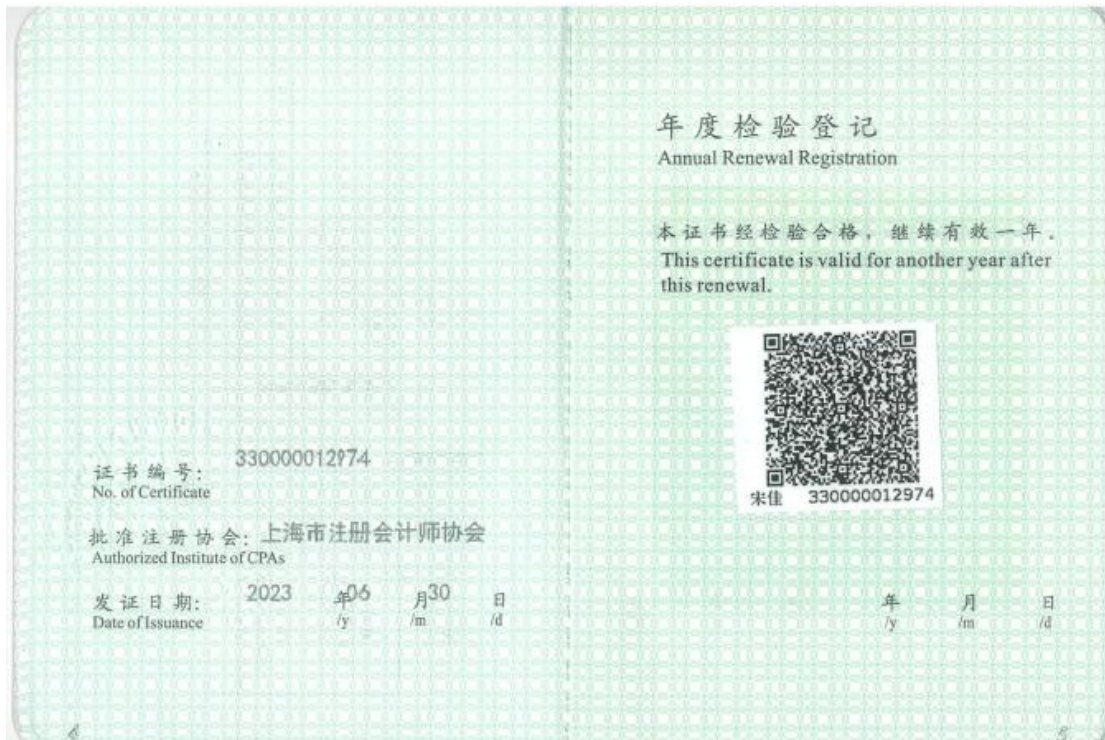 证书编号: 330000012974
No. of Certificate
批准注册协会: 上海市注册会计师协会
Authorized Institute of CPAs
发证日期: 2023 年06 月30 日
Date of Issuance /y /m /d
年度检验登记
Annual Renewal Registration
本证书经检验合格，继续有效一年。
This certificate is valid for another year after
this renewal.
宋佳 330000012974
年 月 日
/y /m /d